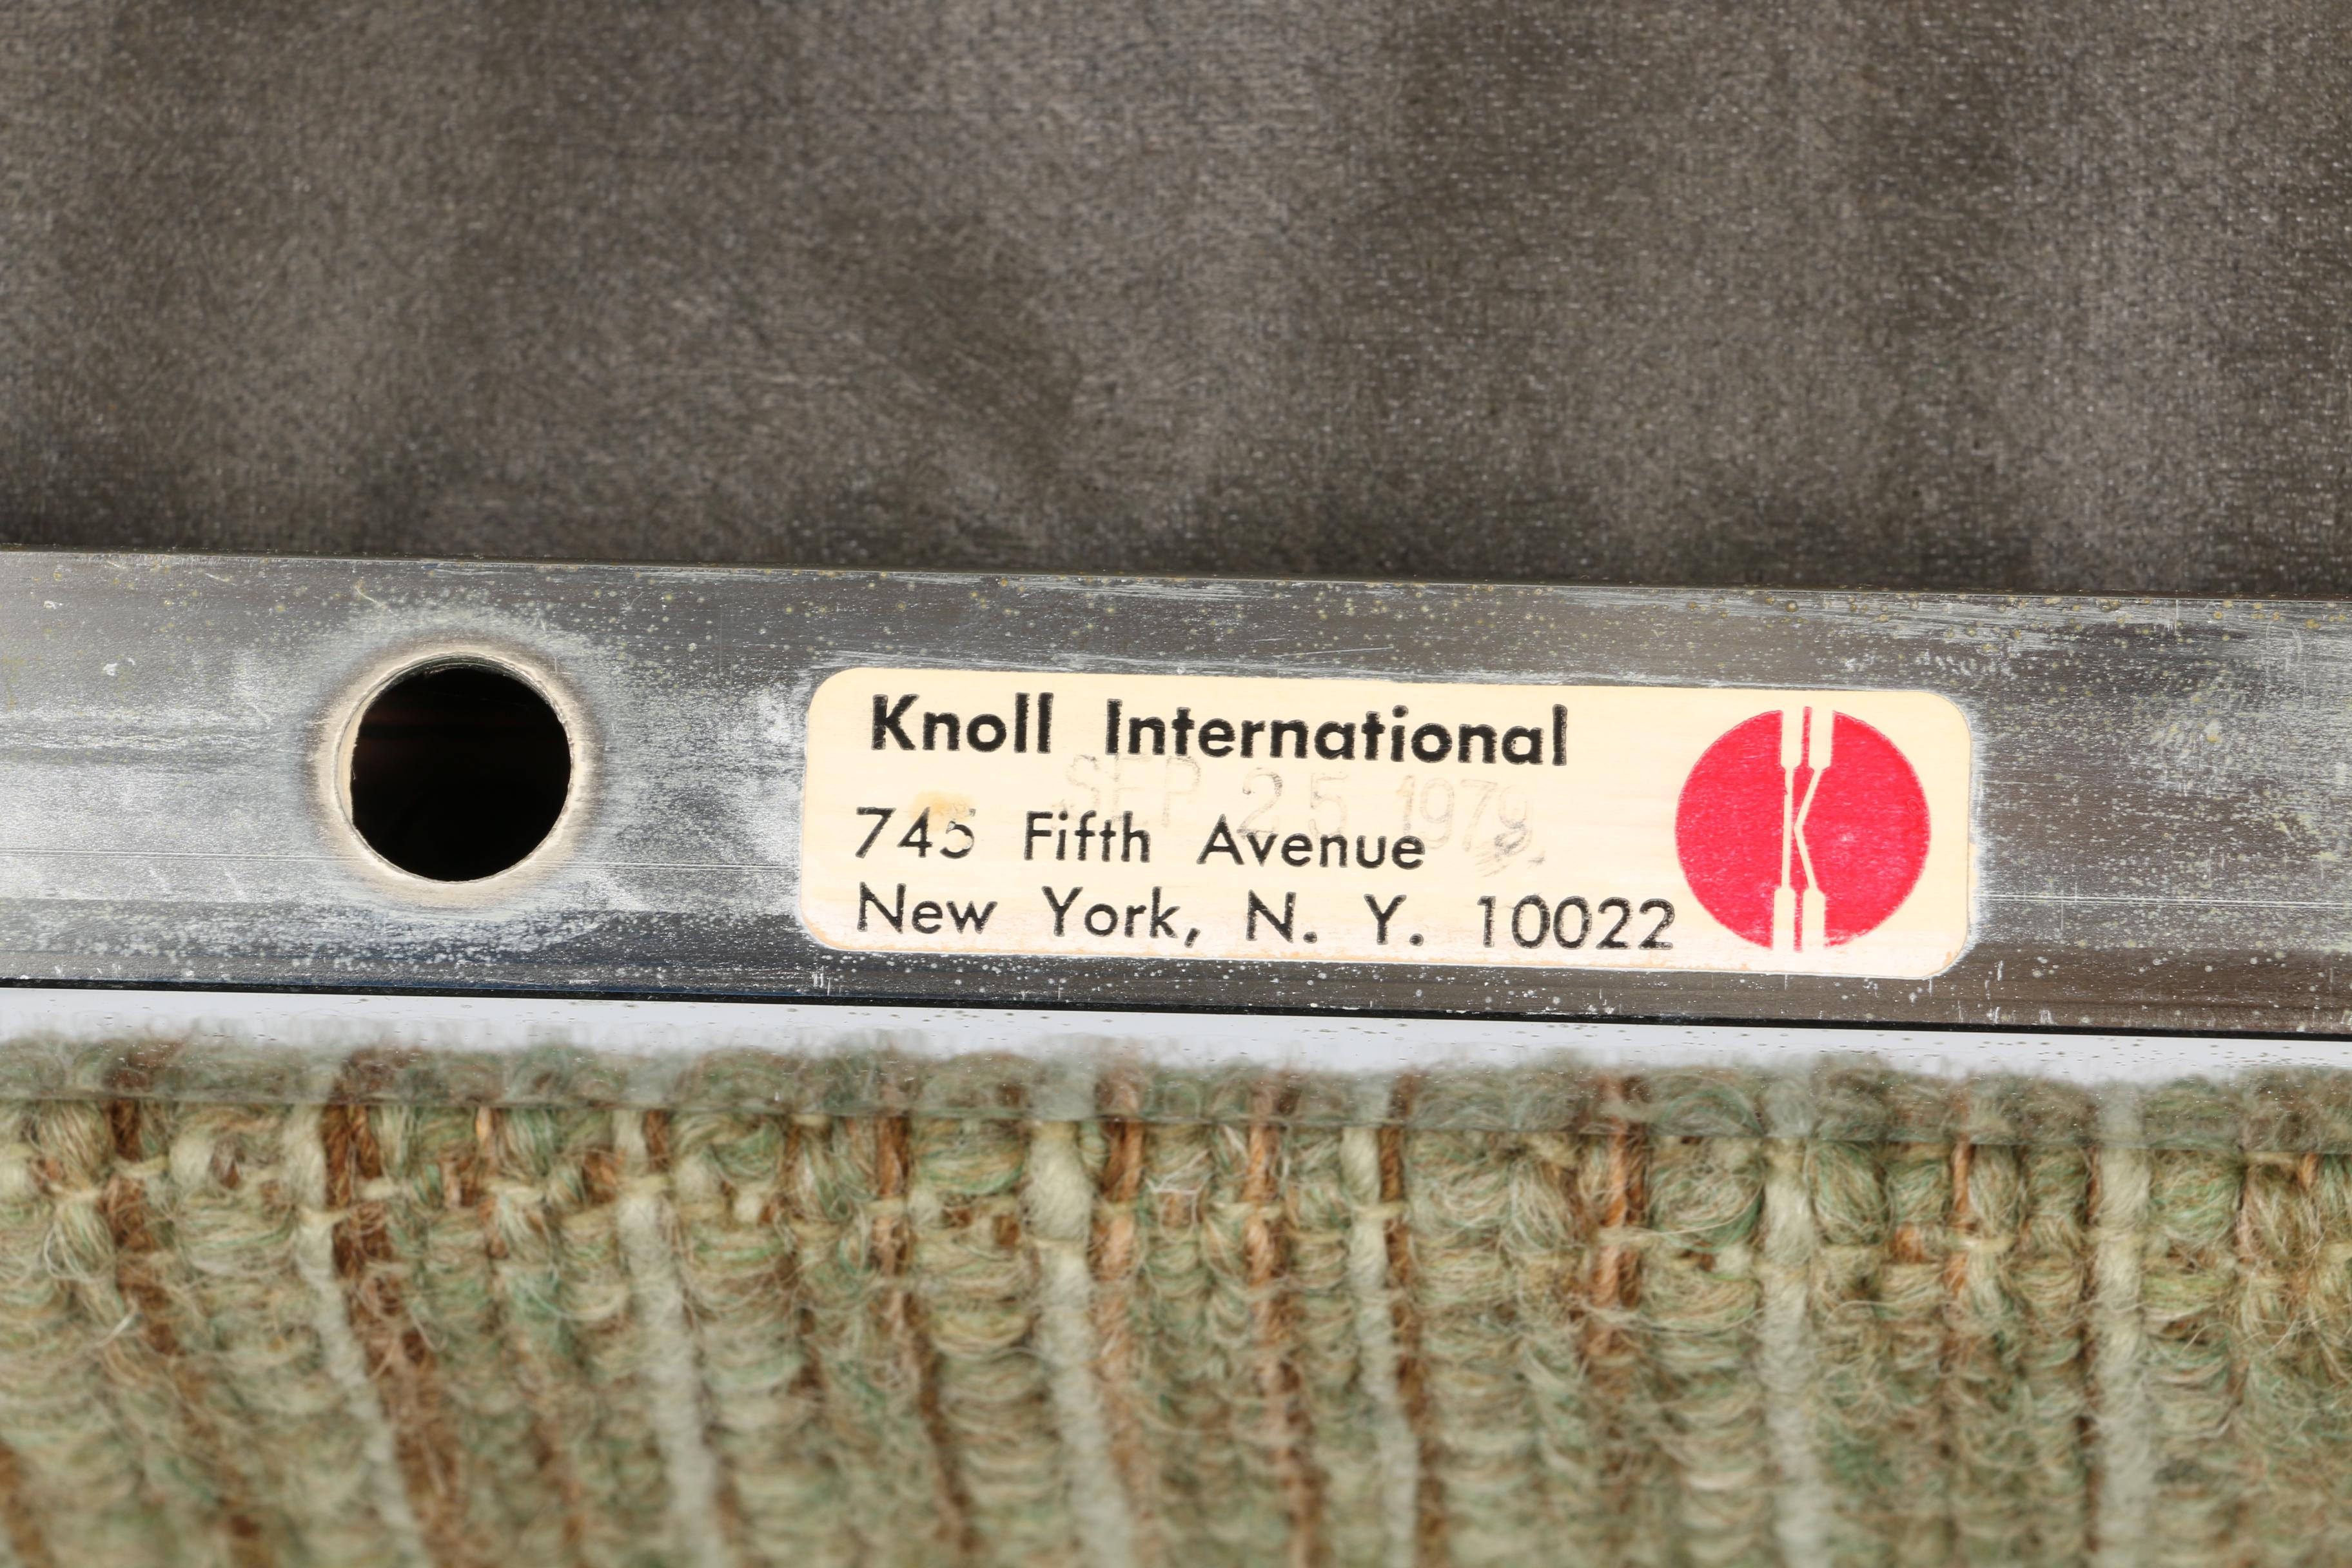 Knoll International
SEP 25 1979
745 Fifth Avenue
New York, N. Y. 10022
K